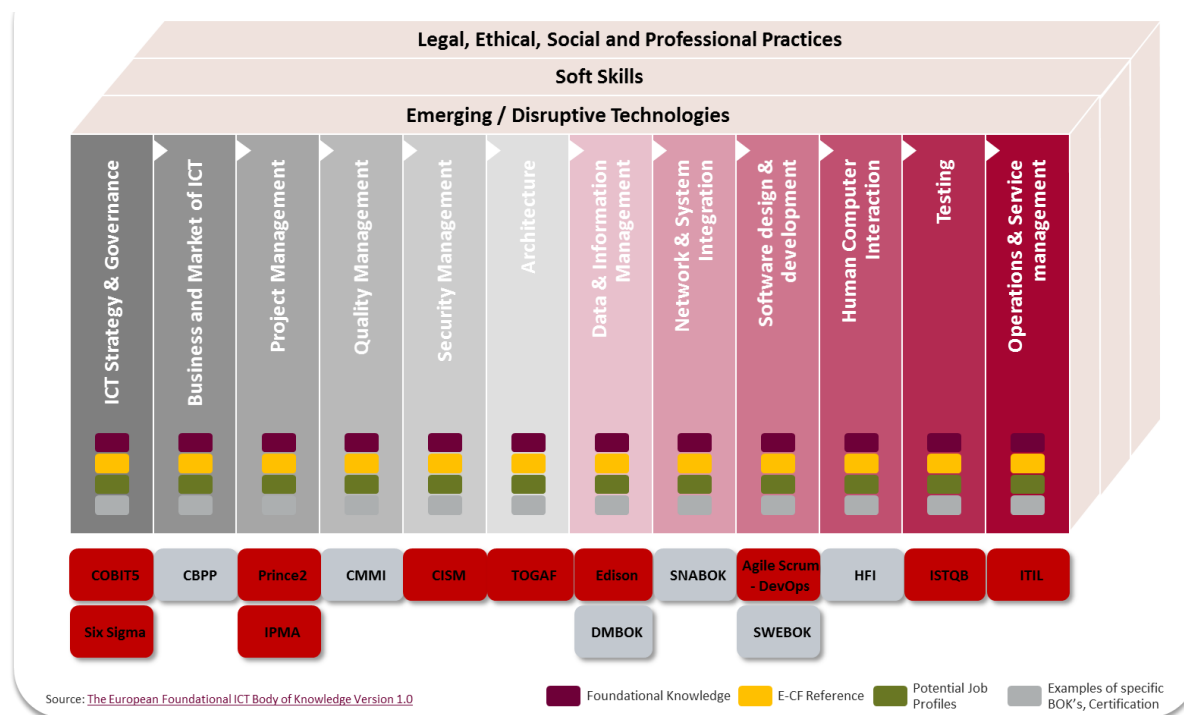 Legal, Ethical, Social and Professional Practices
Soft Skills
Emerging / Disruptive Technologies
ICT Strategy & Governance
Business and Market of ICT
Project Management
Quality Management
Security Management
Architecture
Data & Information
Management
Network & System
Integration
Software design &
development
Human Computer
Interaction
Testing
Operations & Service
management
COBIT5
CBPP
Prince2
CMMI
CISM
TOGAF
Edison
SNABOK
Agile Scrum
- DevOps
HFI
ISTQB
ITIL
Six Sigma
IPMA
DMBOK
SWEBOK
Source: The European Foundational ICT Body of Knowledge Version 1.0
Foundational Knowledge
E-CF Reference
Potential Job
Profiles
Examples of specific
BOK's, Certification